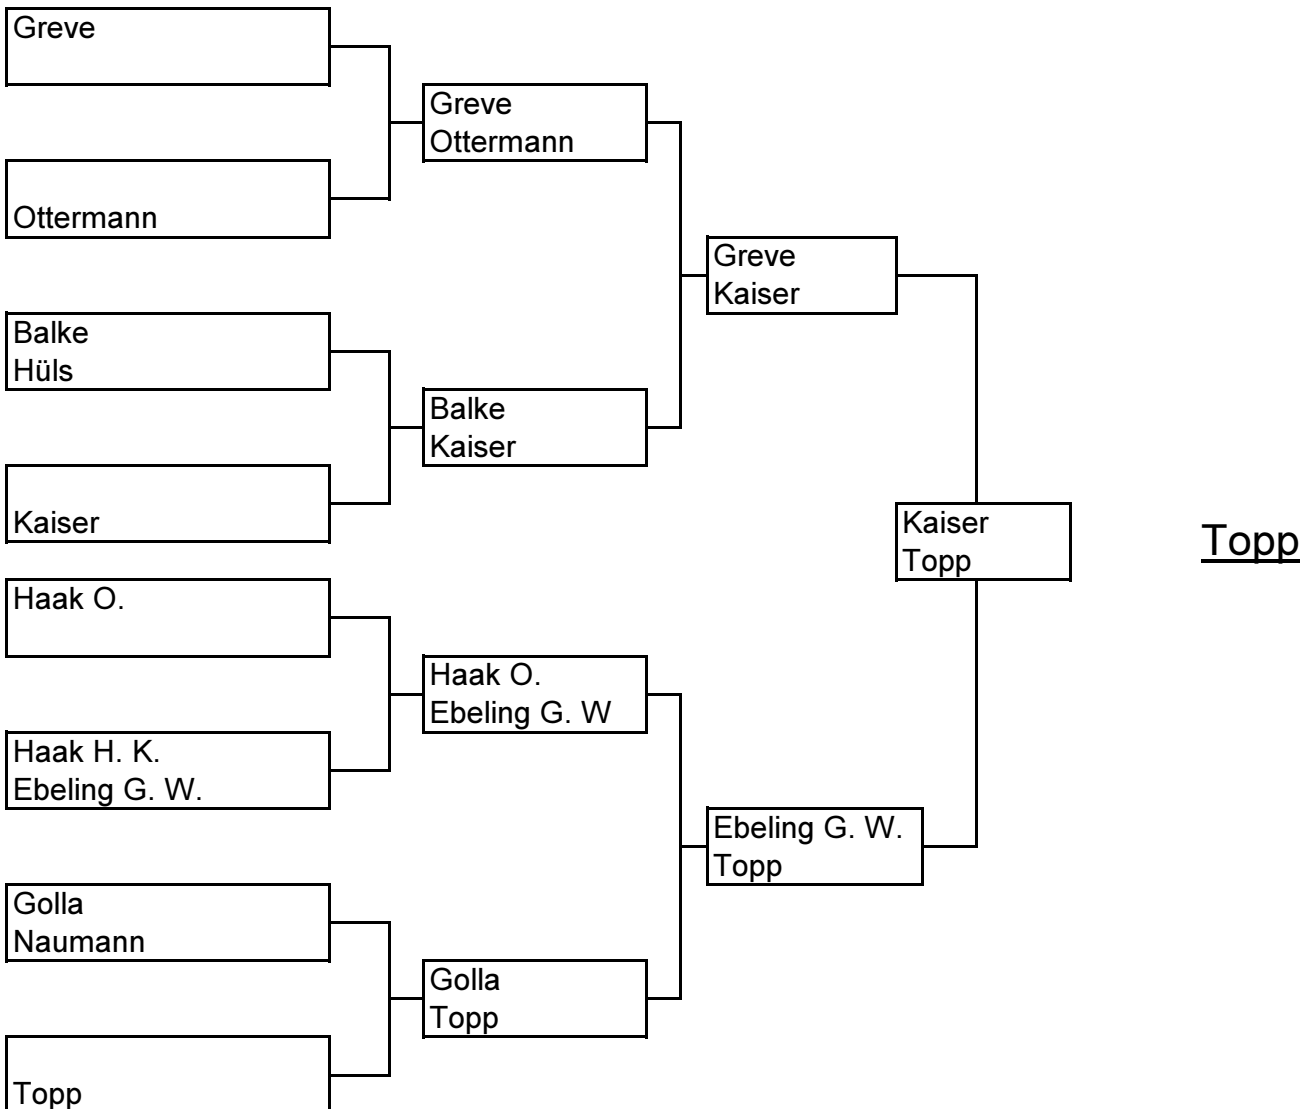 Greve
Ottermann
Balke
Hüls
Kaiser
Haak O.
Haak H. K.
Ebeling G. W.
Golla
Naumann
Topp
Greve
Ottermann
Balke
Kaiser
Haak O.
Ebeling G. W
Golla
Topp
Greve
Kaiser
Ebeling G. W.
Topp
Kaiser
Topp
Topp